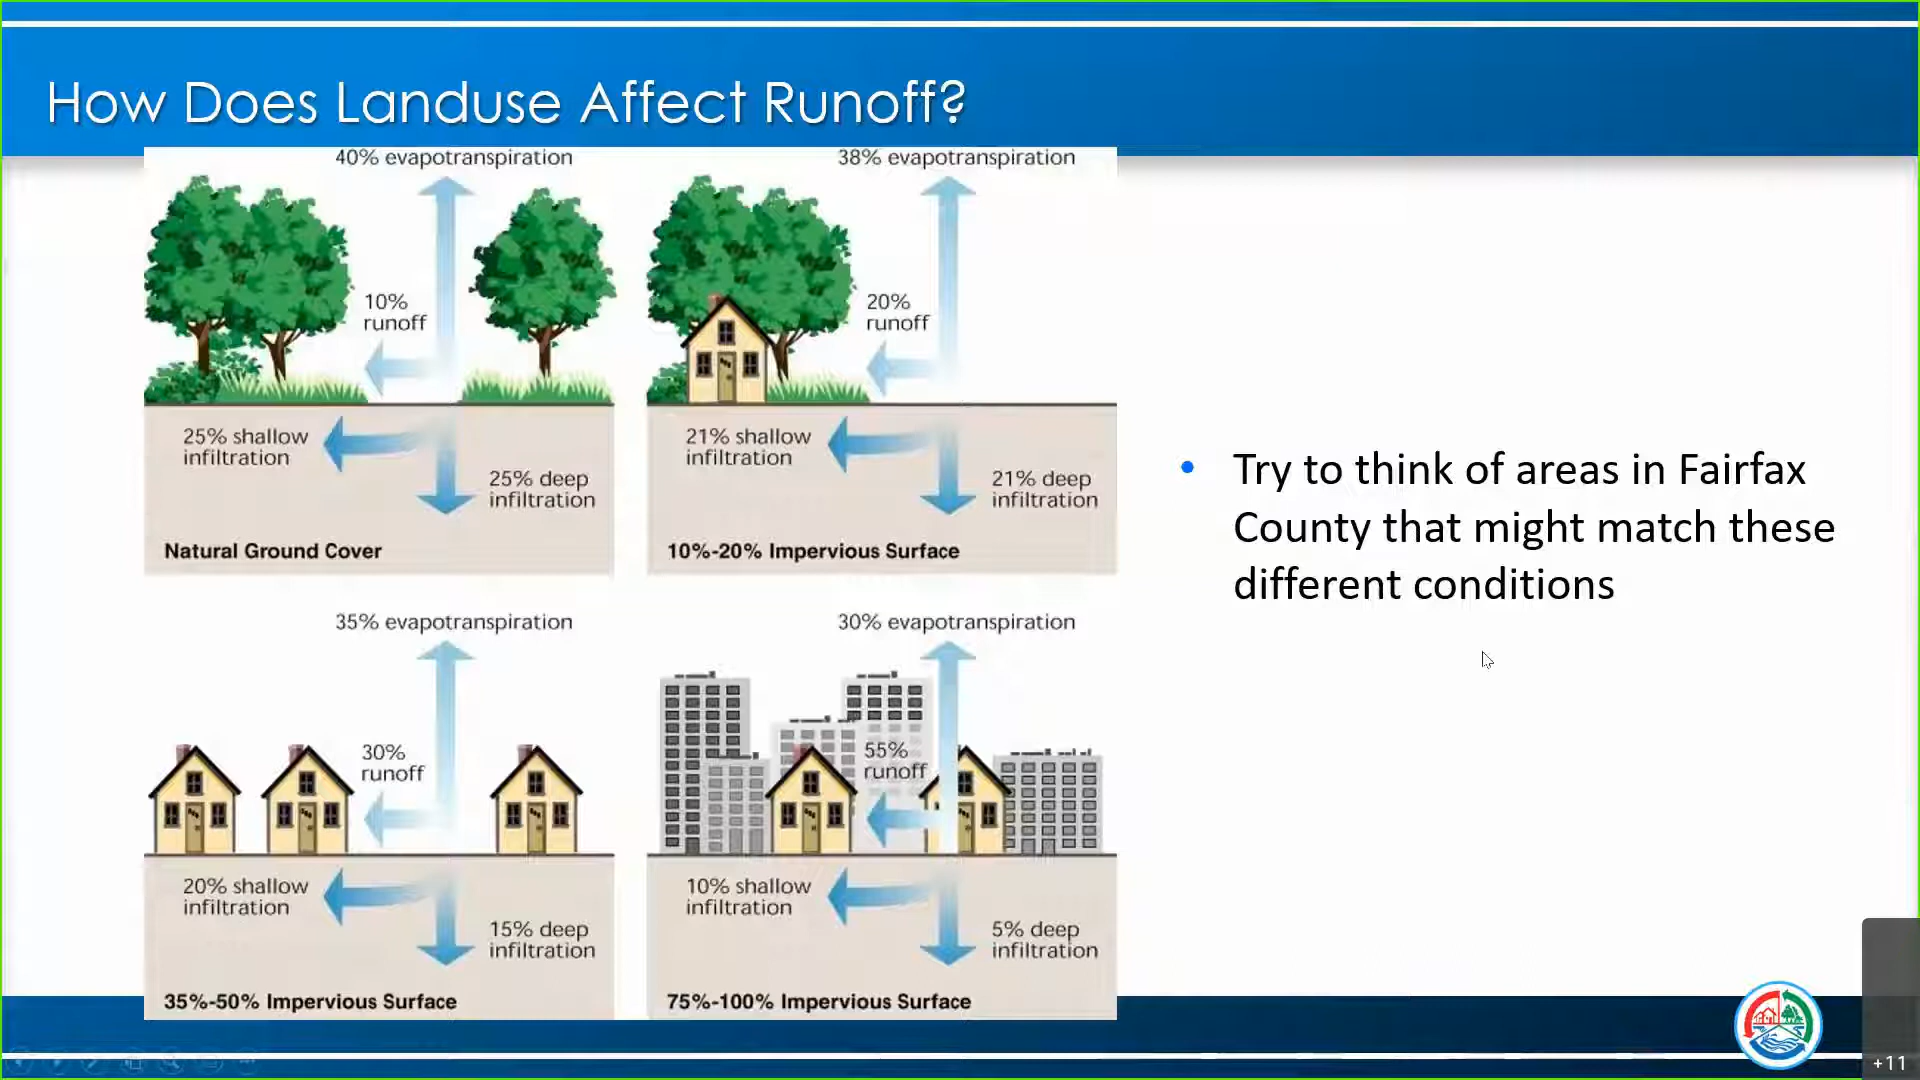 How Does Landuse Affect Runoff?
40% evapotranspiration
10%
runoff
25% shallow
infiltration
25% deep
infiltration
Natural Ground Cover
38% evapotranspiration
20%
runoff
21% shallow
infiltration
21% deep
infiltration
10%-20% Impervious Surface
35% evapotranspiration
30%
runoff
20% shallow
infiltration
15% deep
infiltration
35%-50% Impervious Surface
30% evapotranspiration
55%
runoff
10% shallow
infiltration
5% deep
infiltration
75%-100% Impervious Surface
• Try to think of areas in Fairfax
County that might match these
different conditions
+11